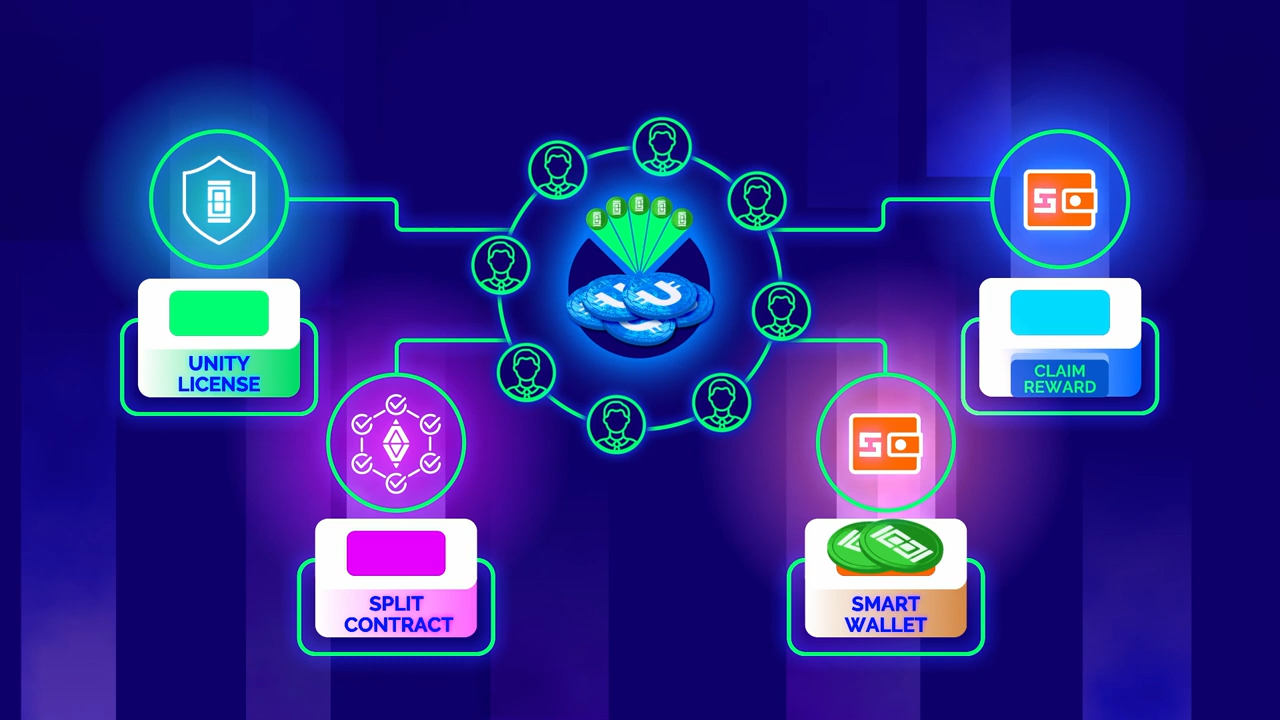 UNITY
LICENSE
CLAIM
REWARD
SPLIT
CONTRACT
SMART
WALLET